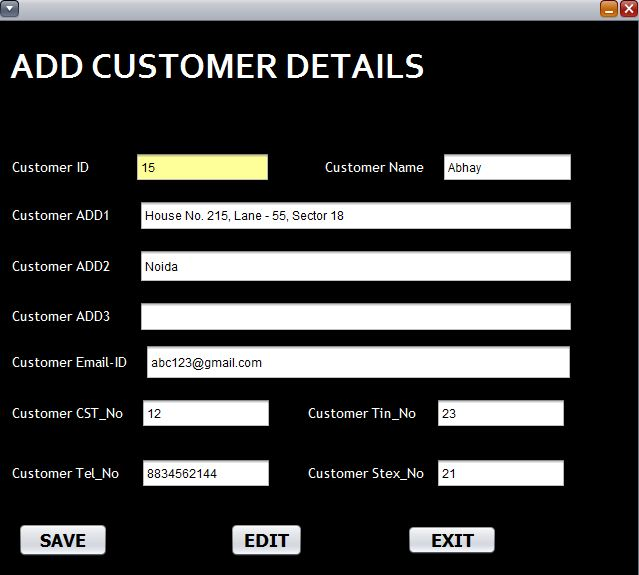 ADD CUSTOMER DETAILS
Customer ID 15 Customer Name Abhay
Customer ADD1 House No. 215, Lane - 55, Sector 18
Customer ADD2 Noida
Customer ADD3
Customer Email-ID abc123@gmail.com
Customer CST_No 12 Customer Tin_No 23
Customer Tel_No 8834562144 Customer Stex_No 21
SAVE EDIT EXIT